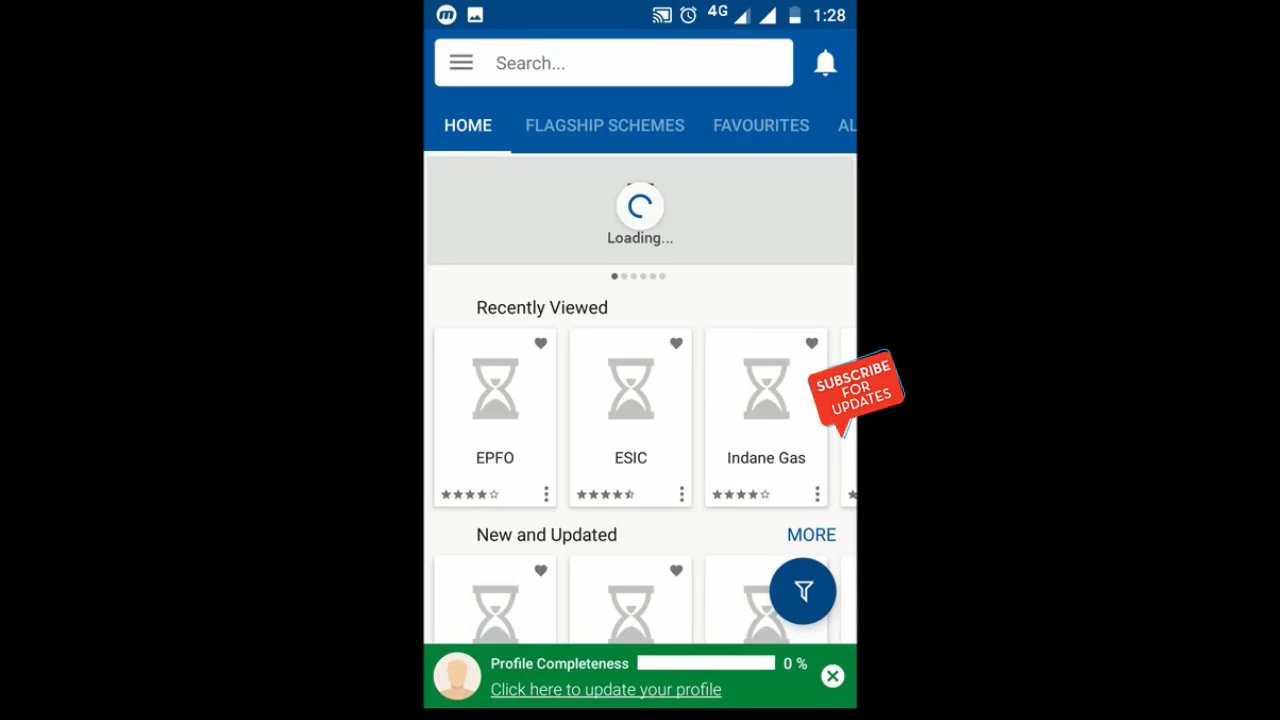 4G 1:28
Search...
HOME FLAGSHIP SCHEMES FAVOURITES AL
Loading...
Recently Viewed
EPFO ESIC Indane Gas
SUBSCRIBE
FOR
UPDATES
New and Updated MORE
Profile Completeness 0 %
Click here to update your profile